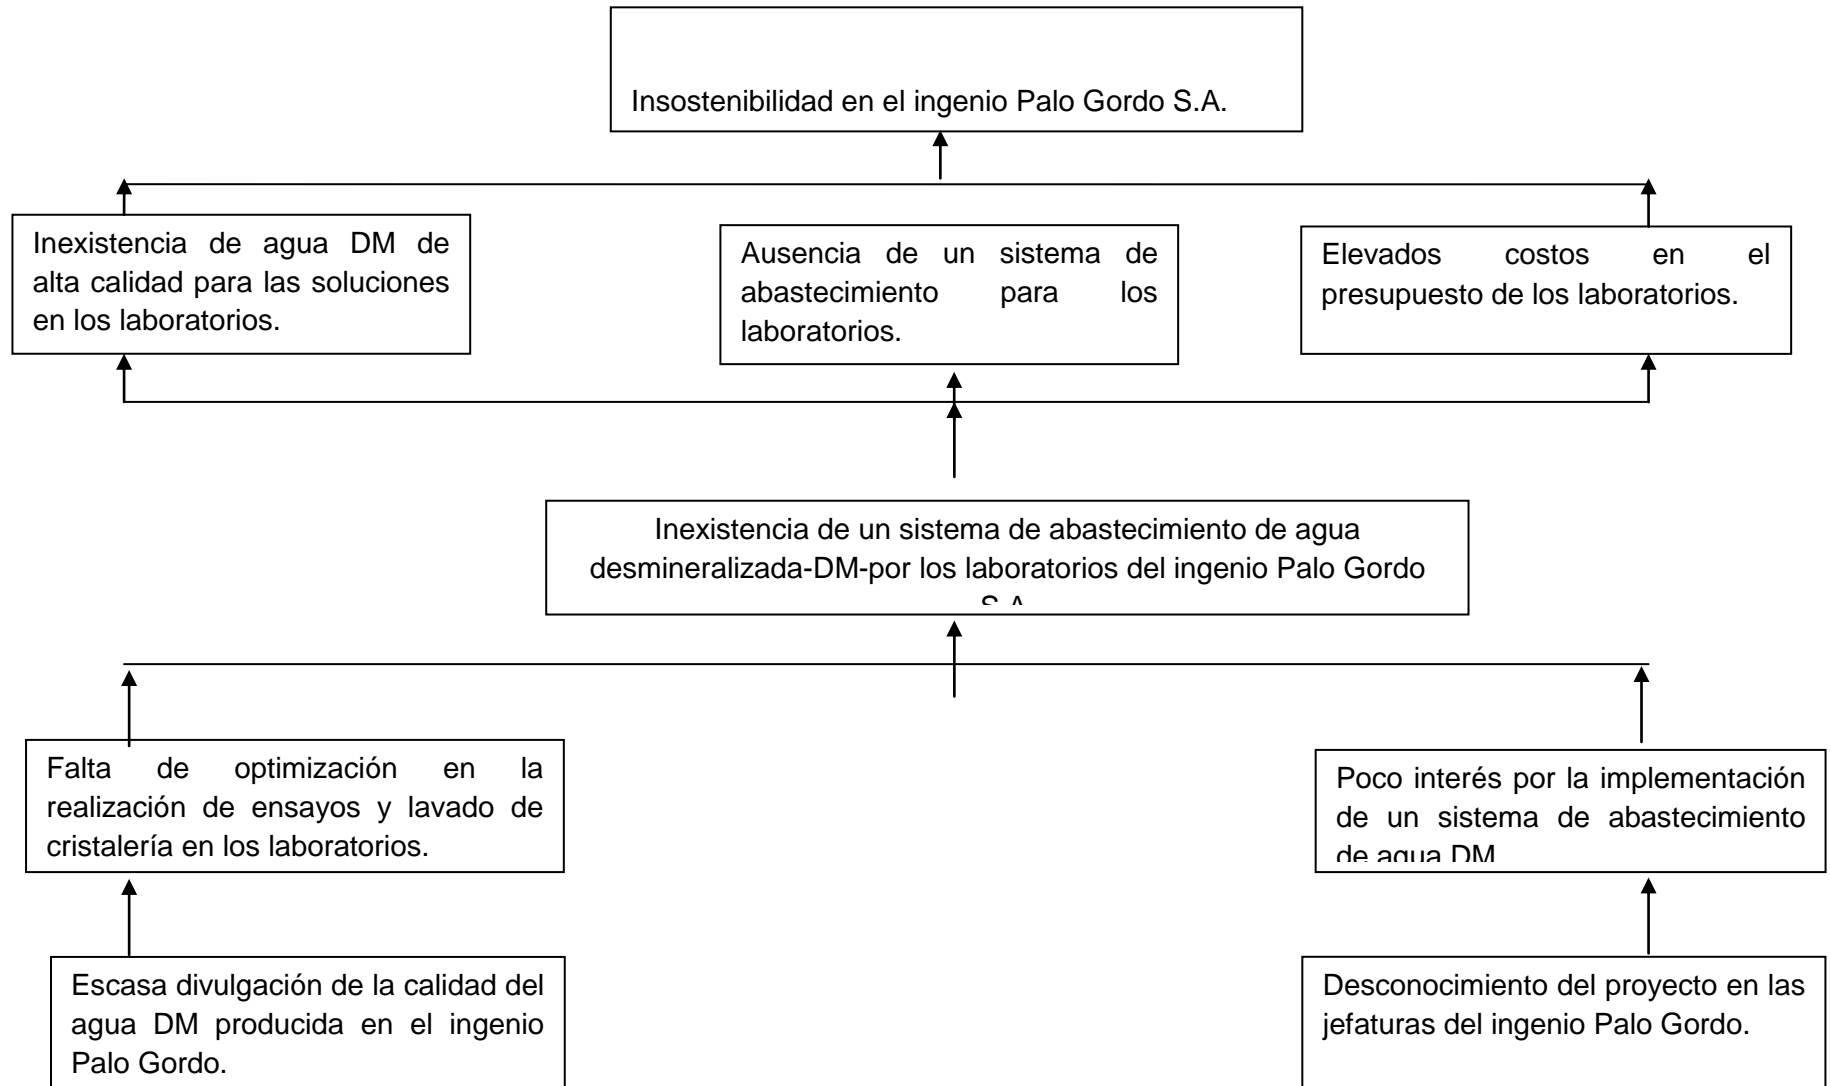 Insostenibilidad en el ingenio Palo Gordo S.A.
Inexistencia de agua DM de
alta calidad para las soluciones
en los laboratorios.
Ausencia de un sistema de
abastecimiento para los
laboratorios.
Elevados costos en el
presupuesto de los laboratorios.
Inexistencia de un sistema de abastecimiento de agua
desmineralizada-DM-por los laboratorios del ingenio Palo Gordo
S.A
Falta de optimización en la
realización de ensayos y lavado de
cristalería en los laboratorios.
Poco interés por la implementación
de un sistema de abastecimiento
de agua DM
Escasa divulgación de la calidad del
agua DM producida en el ingenio
Palo Gordo.
Desconocimiento del proyecto en las
jefaturas del ingenio Palo Gordo.